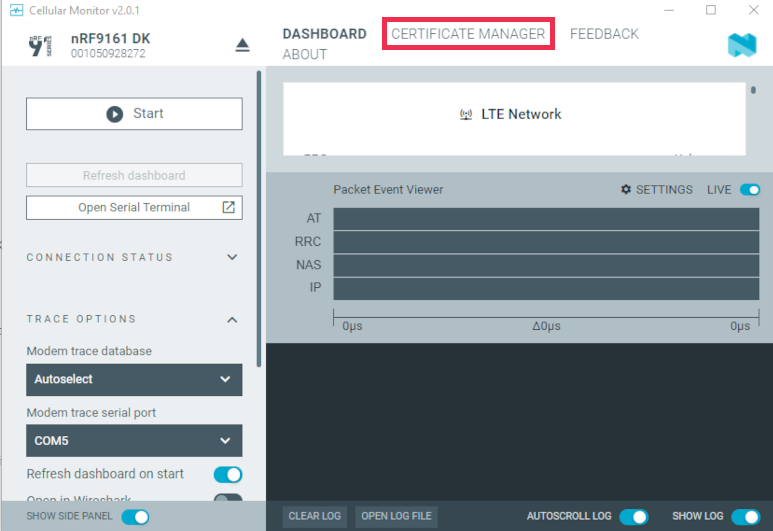 Cellular Monitor v2.0.1
nRF91 SERIES
nRF9161 DK
001050928272
DASHBOARD CERTIFICATE MANAGER FEEDBACK
ABOUT
Start
Refresh dashboard
Open Serial Terminal
CONNECTION STATUS
TRACE OPTIONS
Modem trace database
Autoselect
Modem trace serial port
COM5
Refresh dashboard on start
Open in Wireshark
SHOW SIDE PANEL
LTE Network
Packet Event Viewer SETTINGS LIVE
AT
RRC
NAS
IP
0µs Δ0µs 0µs
CLEAR LOG OPEN LOG FILE AUTOSCROLL LOG SHOW LOG